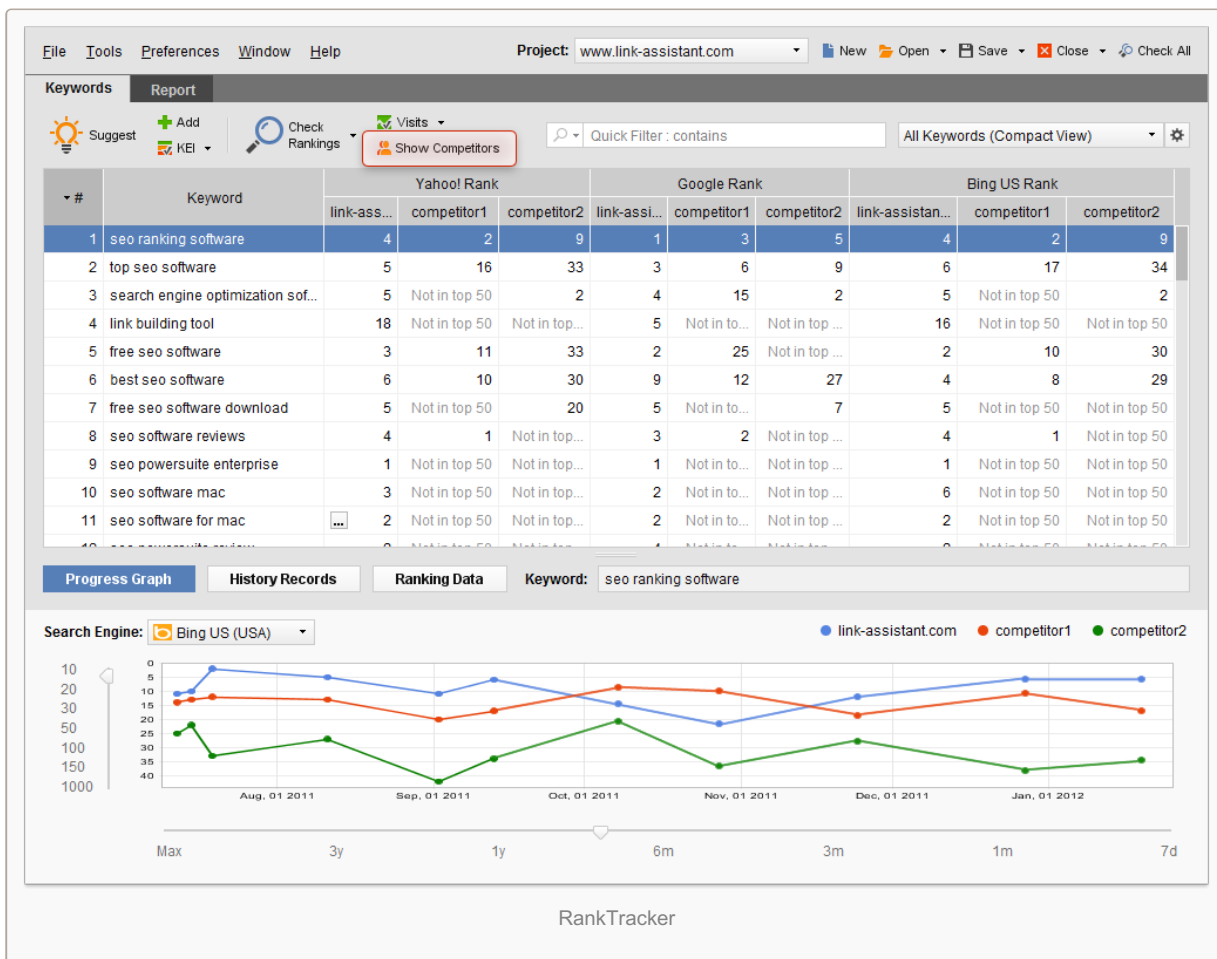 File Tools Preferences Window Help Project: www.link-assistant.com New Open Save Close Check All
Keywords Report
Suggest Add KEI Check Rankings Visits Show Competitors Quick Filter : contains All Keywords (Compact View)
# Keyword Yahoo! Rank Google Rank Bing US Rank
link-ass... competitor1 competitor2 link-assi... competitor1 competitor2 link-assistan... competitor1 competitor2
1 seo ranking software 4 2 9 1 3 5 4 2 9
2 top seo software 5 16 33 3 6 9 6 17 34
3 search engine optimization sof... 5 Not in top 50 2 4 15 2 5 Not in top 50 2
4 link building tool 18 Not in top 50 Not in top... 5 Not in to... Not in top ... 16 Not in top 50 Not in top 50
5 free seo software 3 11 33 2 25 Not in top ... 2 10 30
6 best seo software 6 10 30 9 12 27 4 8 29
7 free seo software download 5 Not in top 50 20 5 Not in to... 7 5 Not in top 50 Not in top 50
8 seo software reviews 4 1 Not in top... 3 2 Not in top ... 4 1 Not in top 50
9 seo powersuite enterprise 1 Not in top 50 Not in top... 1 Not in to... Not in top ... 1 Not in top 50 Not in top 50
10 seo software mac 3 Not in top 50 Not in top... 2 Not in to... Not in top ... 6 Not in top 50 Not in top 50
11 seo software for mac ... 2 Not in top 50 Not in top... 2 Not in to... Not in top ... 2 Not in top 50 Not in top 50
Progress Graph History Records Ranking Data Keyword: seo ranking software
Search Engine: Bing US (USA) link-assistant.com competitor1 competitor2
10
20
30
50
100
150
1000
0
5
10
15
20
25
30
35
40
Aug, 01 2011 Sep, 01 2011 Oct, 01 2011 Nov, 01 2011 Dec, 01 2011 Jan, 01 2012
Max 3y 1y 6m 3m 1m 7d
RankTracker